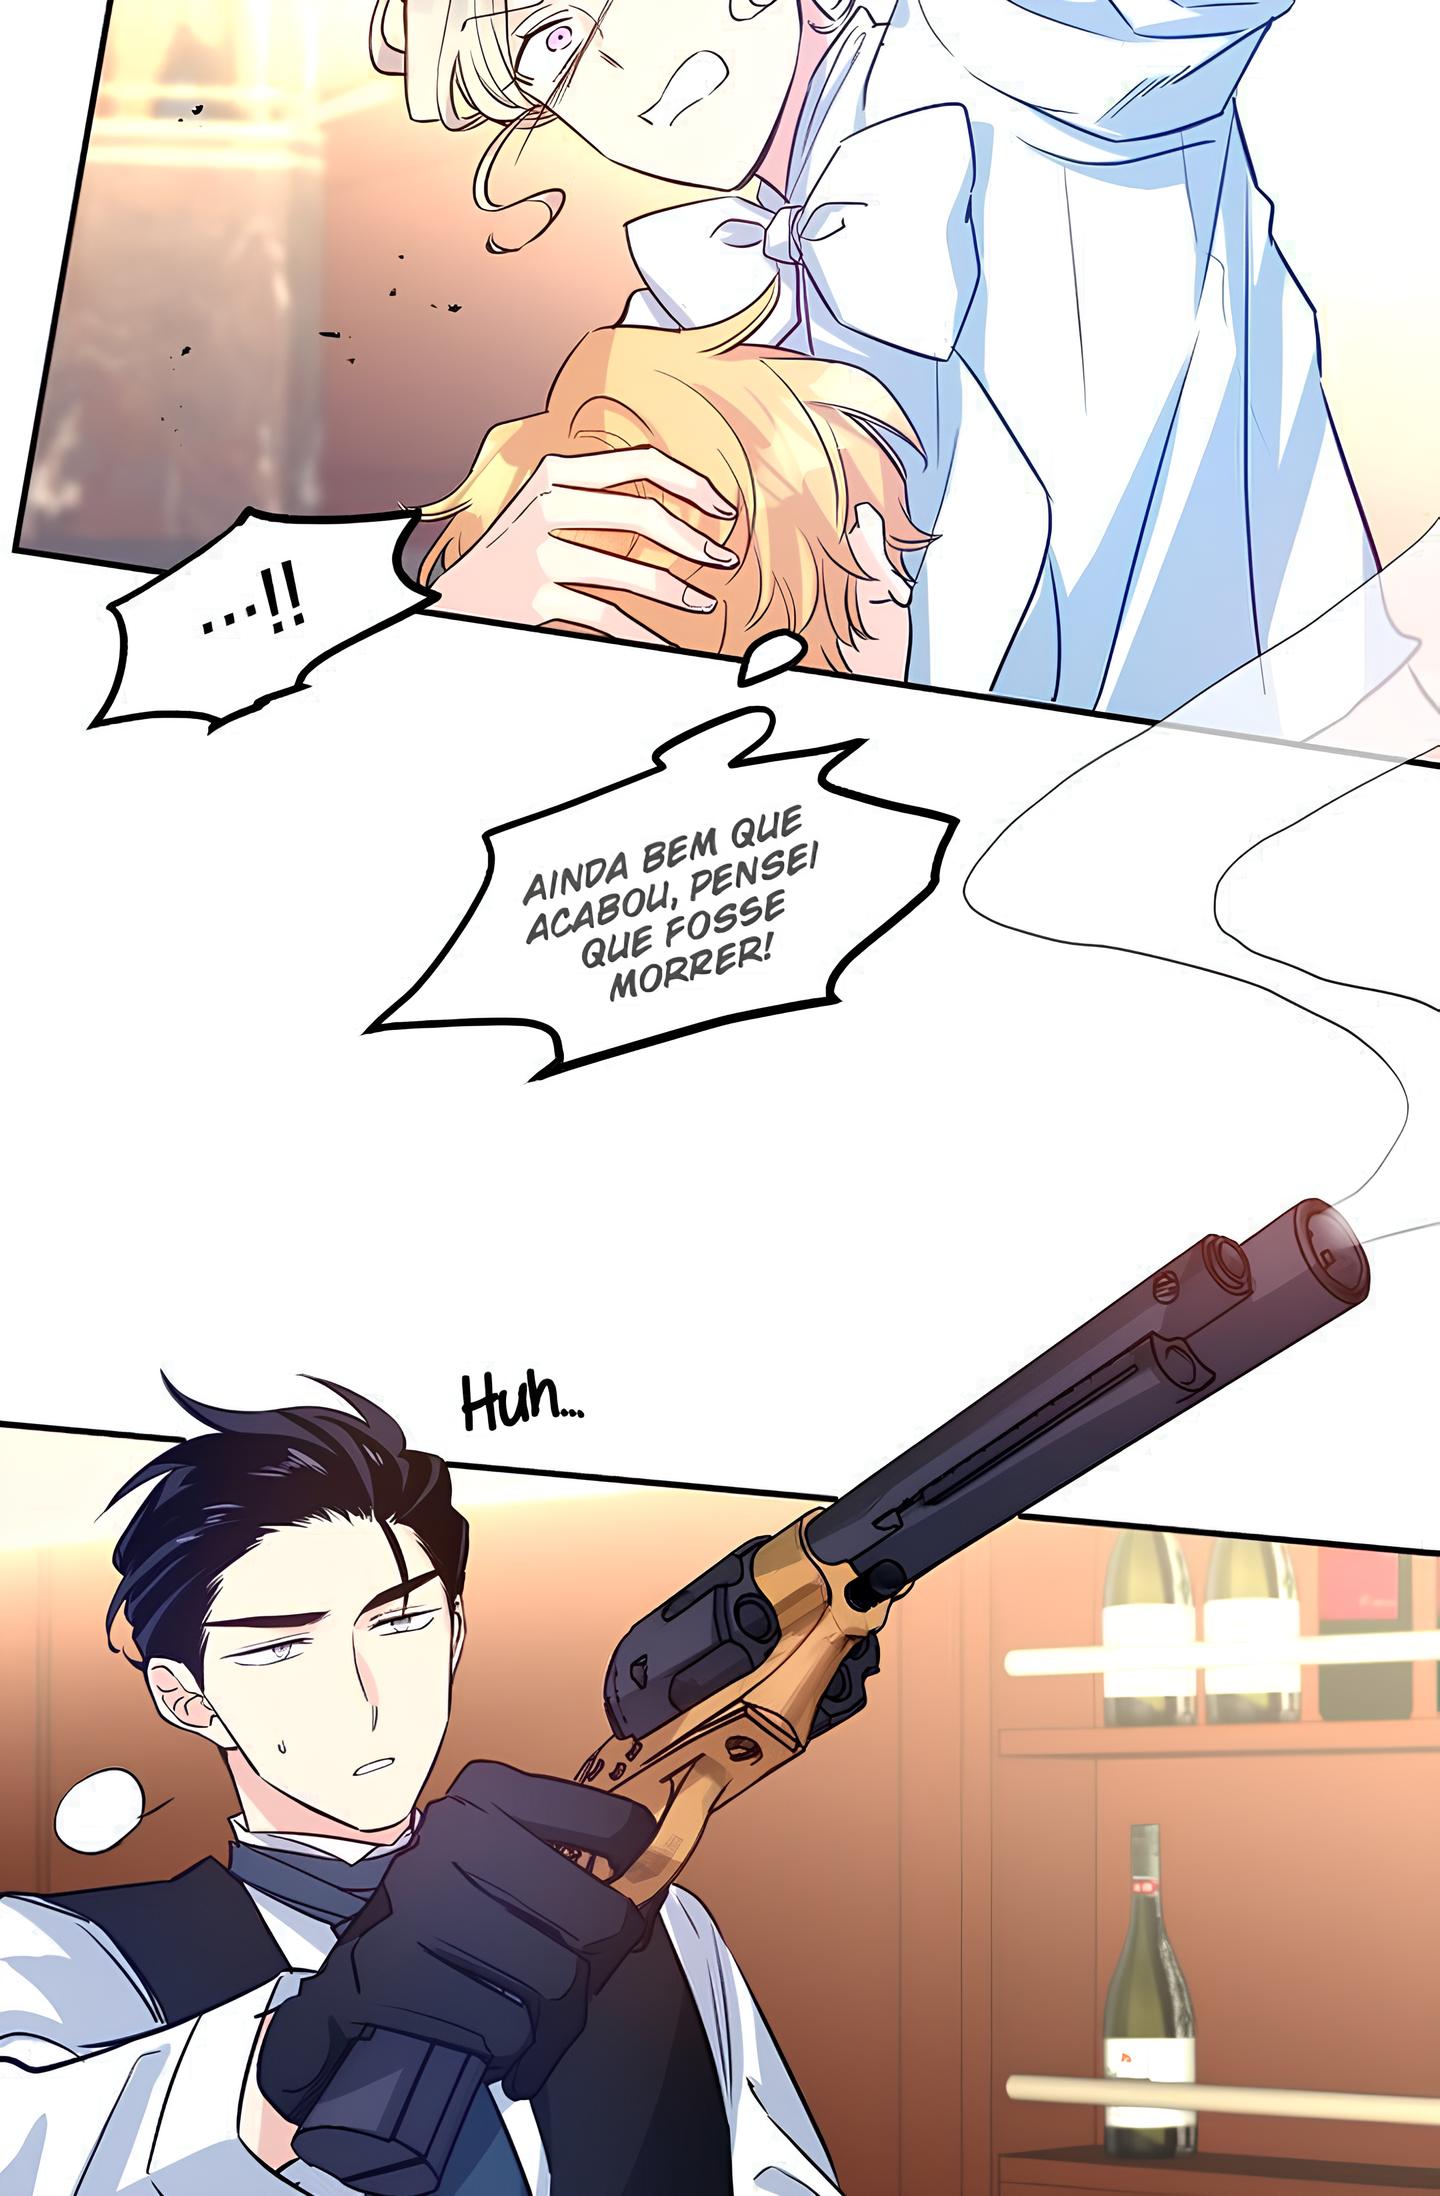 ...!!
AINDA BEM QUE
ACABOU, PENSEI
QUE FOSSE
MORRER!
Huh...